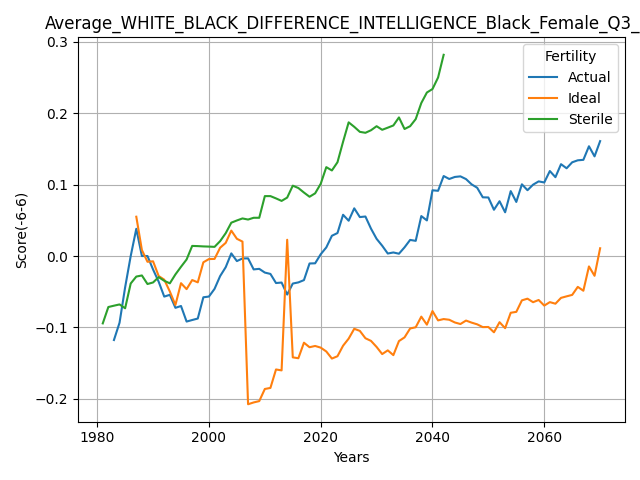 Average_WHITE_BLACK_DIFFERENCE_INTELLIGENCE_Black_Female_Q3_
0.3
0.2
0.1
0.0
−0.1
−0.2
Score(-6-6)
Fertility
Actual
Ideal
Sterile
1980
2000
2020
2040
2060
Years